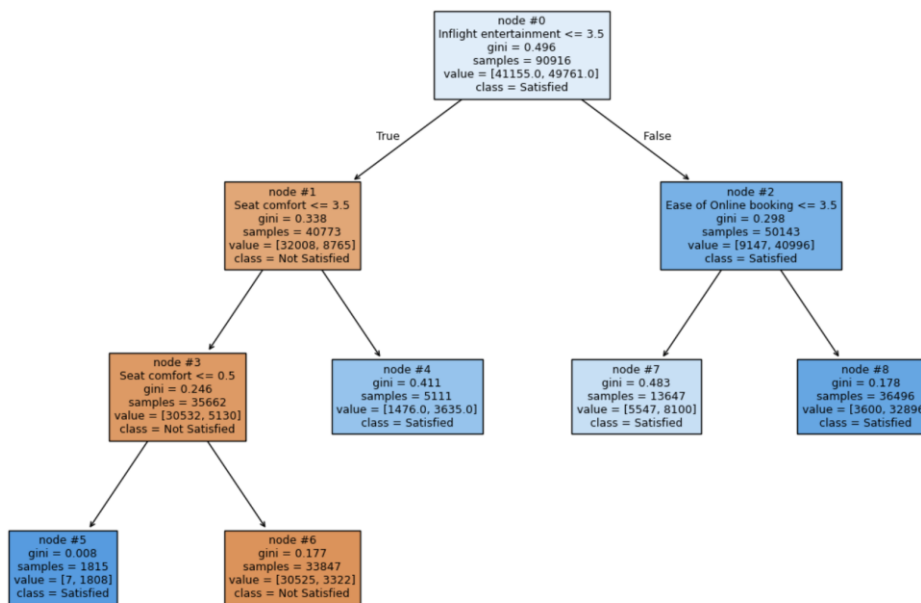 node #0
Inflight entertainment <= 3.5
gini = 0.496
samples = 90916
value = [41155.0, 49761.0]
class = Satisfied
True
False
node #1
Seat comfort <= 3.5
gini = 0.338
samples = 40773
value = [32008, 8765]
class = Not Satisfied
node #2
Ease of Online booking <= 3.5
gini = 0.298
samples = 50143
value = [9147, 40996]
class = Satisfied
node #3
Seat comfort <= 0.5
gini = 0.246
samples = 35662
value = [30532, 5130]
class = Not Satisfied
node #4
gini = 0.411
samples = 5111
value = [1476.0, 3635.0]
class = Satisfied
node #7
gini = 0.483
samples = 13647
value = [5547, 8100]
class = Satisfied
node #8
gini = 0.178
samples = 36496
value = [3600, 32896
class = Satisfied
node #5
gini = 0.008
samples = 1815
value = [7, 1808]
class = Satisfied
node #6
gini = 0.177
samples = 33847
value = [30525, 3322]
class = Not Satisfied